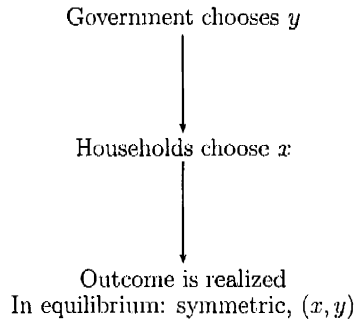 Government chooses y
Households choose x
Outcome is realized
In equilibrium: symmetric, (x, y)